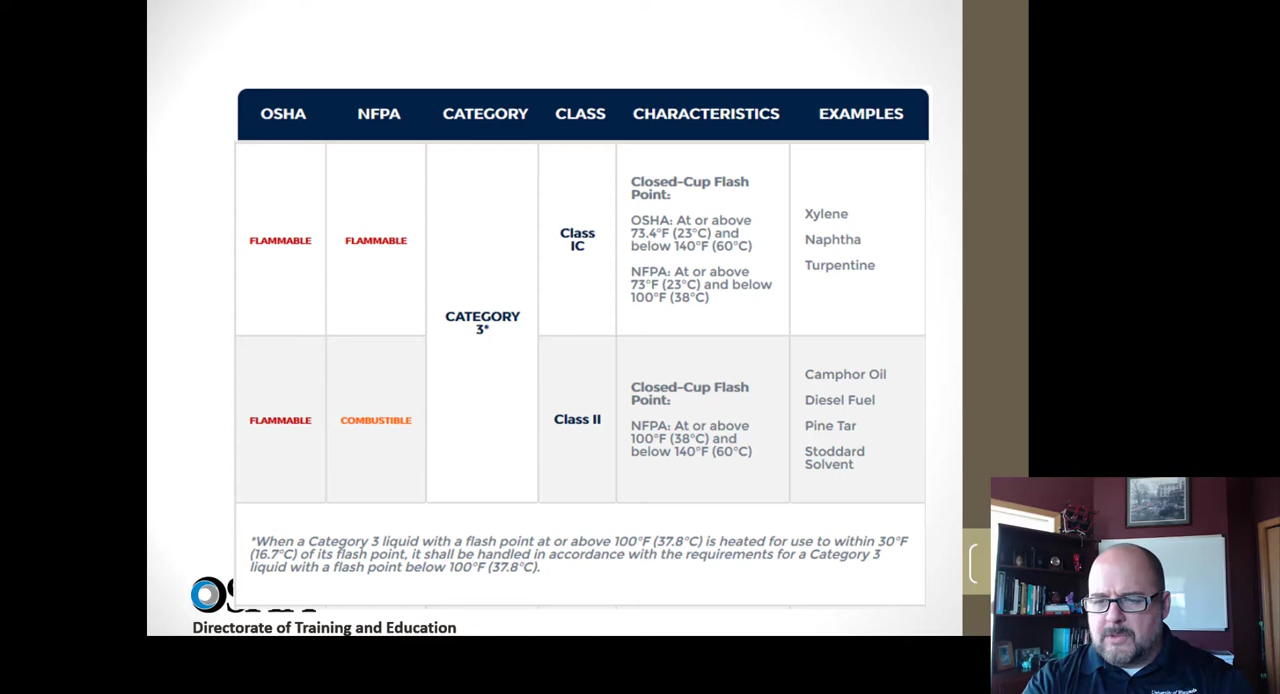 OSHA NFPA CATEGORY CLASS CHARACTERISTICS EXAMPLES
FLAMMABLE
FLAMMABLE
CATEGORY
3*
Class
IC
Closed-Cup Flash
Point:
OSHA: At or above
73.4°F (23°C) and
below 140°F (60°C)
NFPA: At or above
73°F (23°C) and below
100°F (38°C)
Xylene
Naphtha
Turpentine
FLAMMABLE
COMBUSTIBLE
Class II
Closed-Cup Flash
Point:
NFPA: At or above
100°F (38°C) and
below 140°F (60°C)
Camphor Oil
Diesel Fuel
Pine Tar
Stoddard
Solvent
*When a Category 3 liquid with a flash point at or above 100°F (37.8°C) is heated for use to within 30°F
(16.7°C) of its flash point, it shall be handled in accordance with the requirements for a Category 3
liquid with a flash point below 100°F (37.8°C).
Directorate of Training and Education